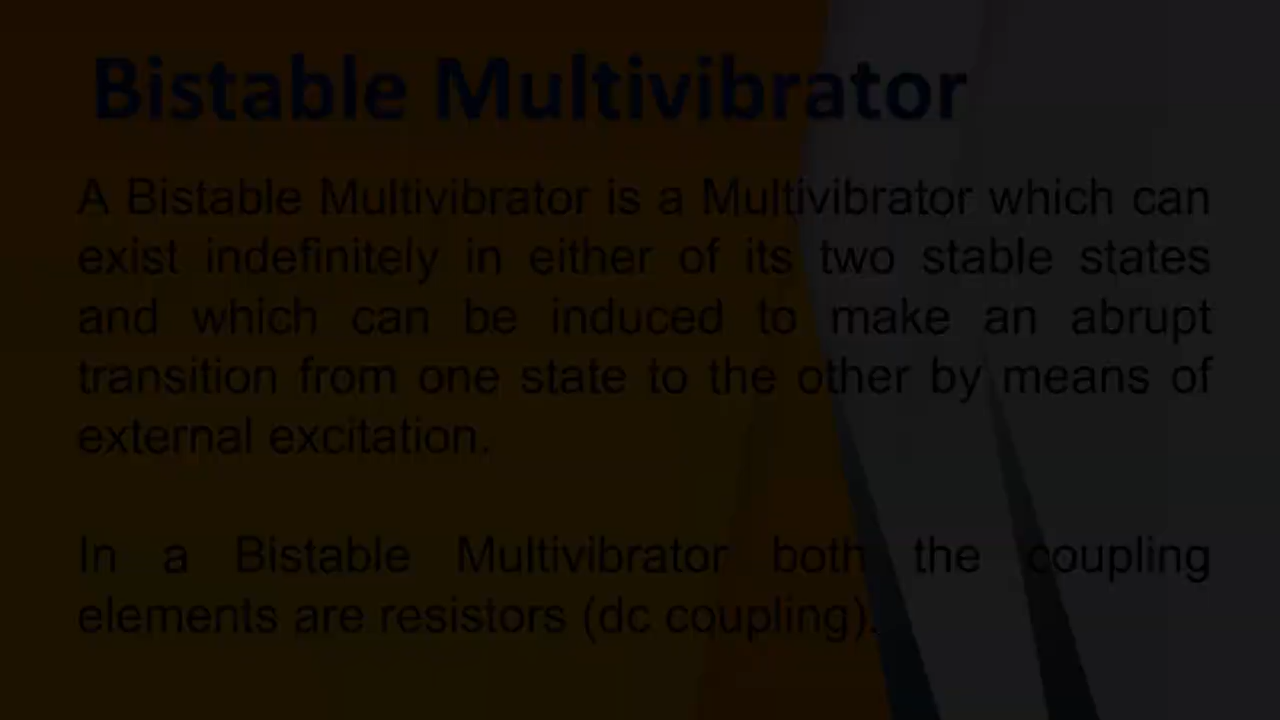 Bistable Multivibrator
A Bistable Multivibrator is a Multivibrator which can
exist indefinitely in either of its two stable states
and which can be induced to make an abrupt
transition from one state to the other by means of
external excitation.
In a Bistable Multivibrator both the coupling
elements are resistors (dc coupling).